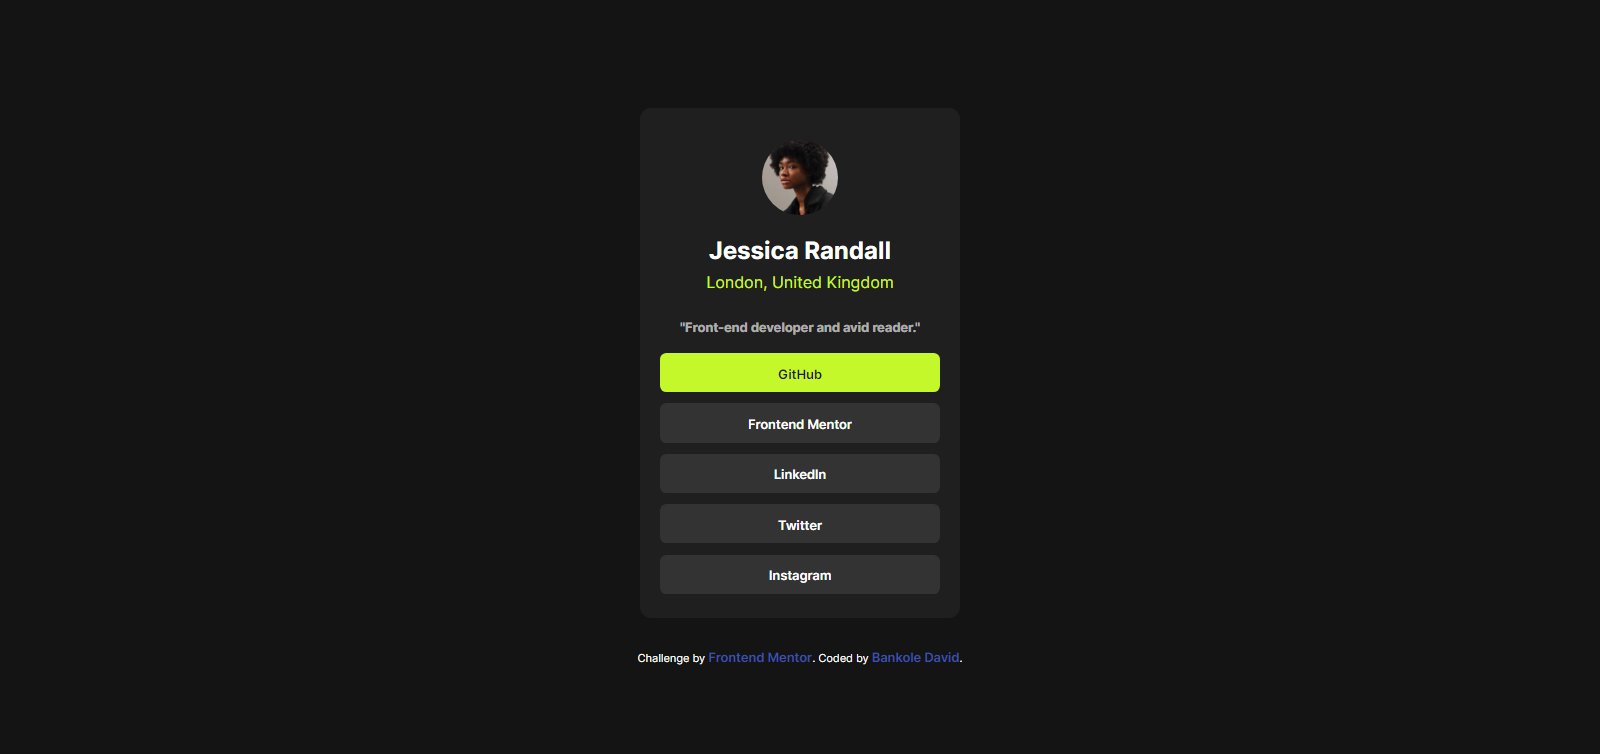 Jessica Randall
London, United Kingdom
"Front-end developer and avid reader."
GitHub
Frontend Mentor
LinkedIn
Twitter
Instagram
Challenge by Frontend Mentor. Coded by Bankole David.